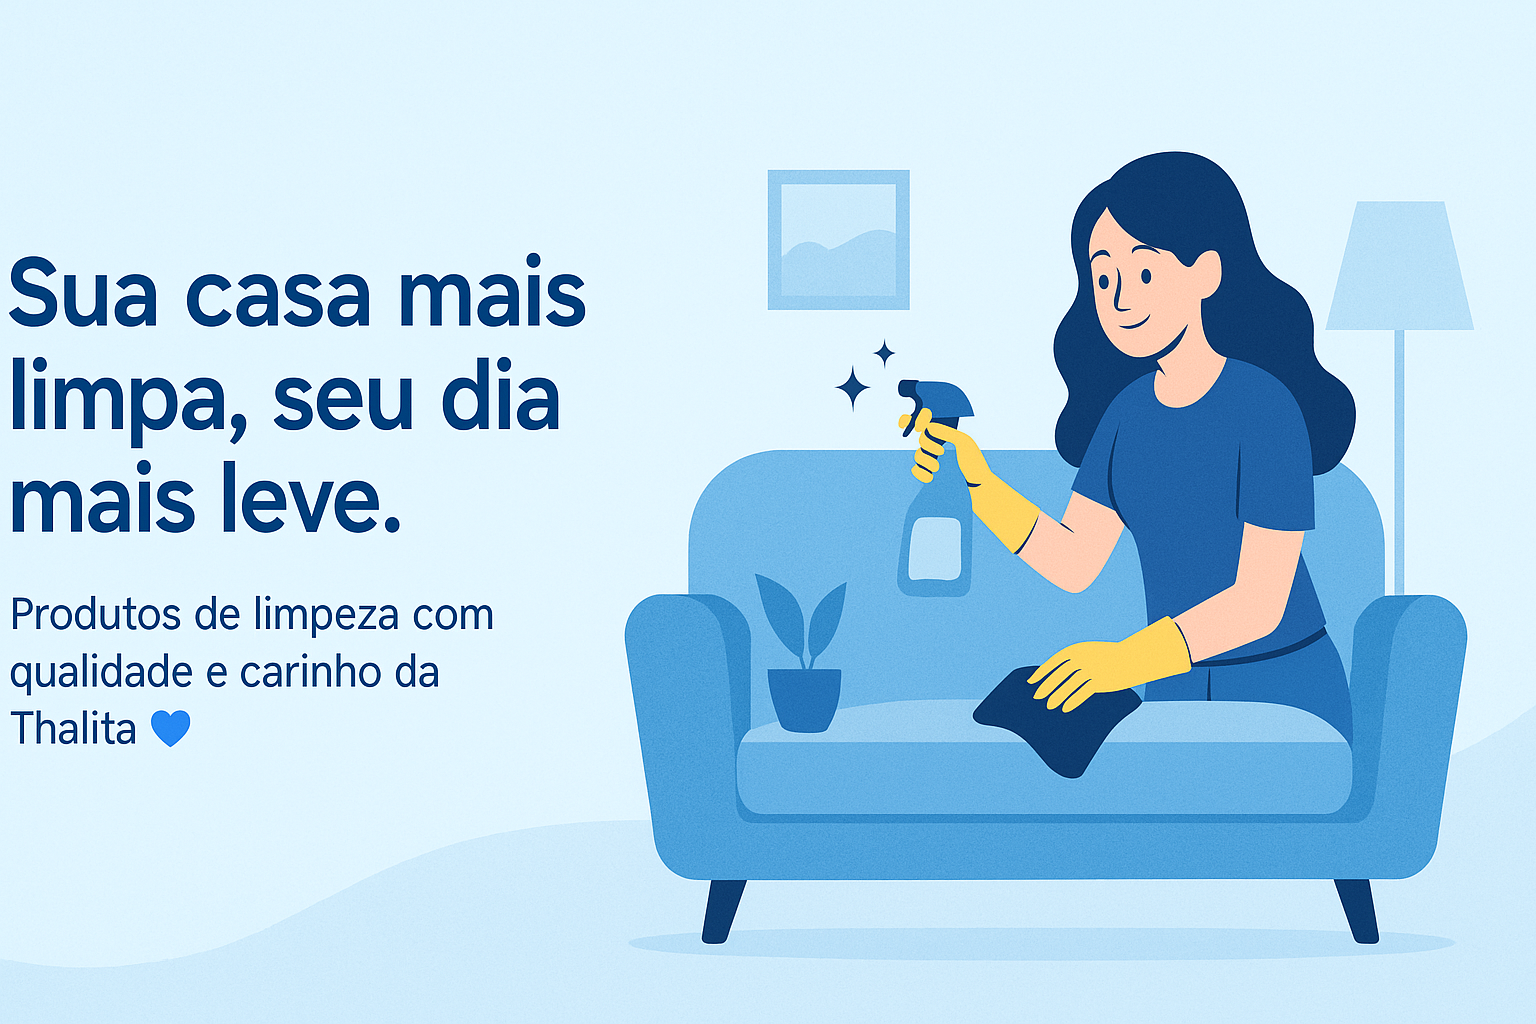 Sua casa mais
limpa, seu dia
mais leve.
Produtos de limpeza com
qualidade e carinho da
Thalita 💙